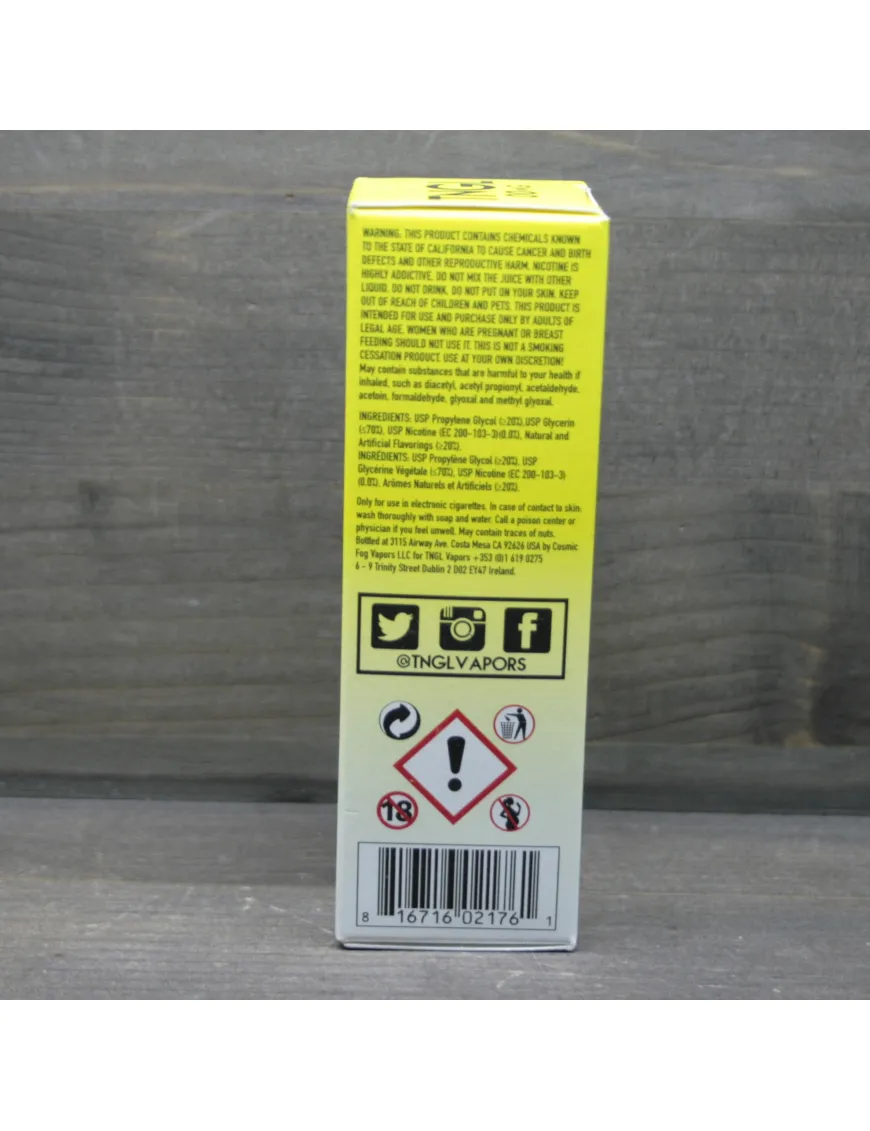 TNGL
WARNING. THIS PRODUCT CONTAINS CHEMICALS KNOWN
TO THE STATE OF CALIFORNIA TO CAUSE CANCER AND BIRTH
DEFECTS AND OTHER REPRODUCTIVE HARM. NICOTINE IS
HIGHLY ADDICTIVE. DO NOT MIX THE JUICE WITH OTHER
LIQUID. DO NOT DRINK. DO NOT PUT ON YOUR SKIN. KEEP
OUT OF REACH OF CHILDREN AND PETS. THIS PRODUCT IS
INTENDED FOR USE AND PURCHASE ONLY BY ADULTS OF
LEGAL AGE. WOMEN WHO ARE PREGNANT OR BREAST
FEEDING SHOULD NOT USE IT. THIS IS NOT A SMOKING
CESSATION PRODUCT. USE AT YOUR OWN DISCRETION!
May contain substances that are harmful to your health if
inhaled, such as diacetyl, acetyl propionyl, acetaldehyde,
acetoin, formaldehyde, glyoxal and methyl glyoxal.
INGREDIENTS: USP Propylene Glycol (≥20%), USP Glycerin
(≤70%), USP Nicotine (EC 200-103-3)(0.0%), Natural and
Artificial Flavorings (≥20%).
INGRÉDIENTS: USP Propylène Glycol (≥20%), USP
Glycérine Végétale (≤70%), USP Nicotine (EC 200-103-3)
(0.0%), Arômes Naturels et Artificiels (≥20%).
Only for use in electronic cigarettes. In case of contact to skin:
wash thoroughly with soap and water. Call a poison center or
physician if you feel unwell. May contain traces of nuts.
Bottled at 3115 Airway Ave. Costa Mesa CA 92626 USA by Cosmic
Fog Vapors LLC for TNGL Vapors +353 (0)1 619 0275
6 - 9 Trinity Street Dublin 2 D02 EY47 Ireland.
@TNGLVAPORS
18
8 16716 02176 1